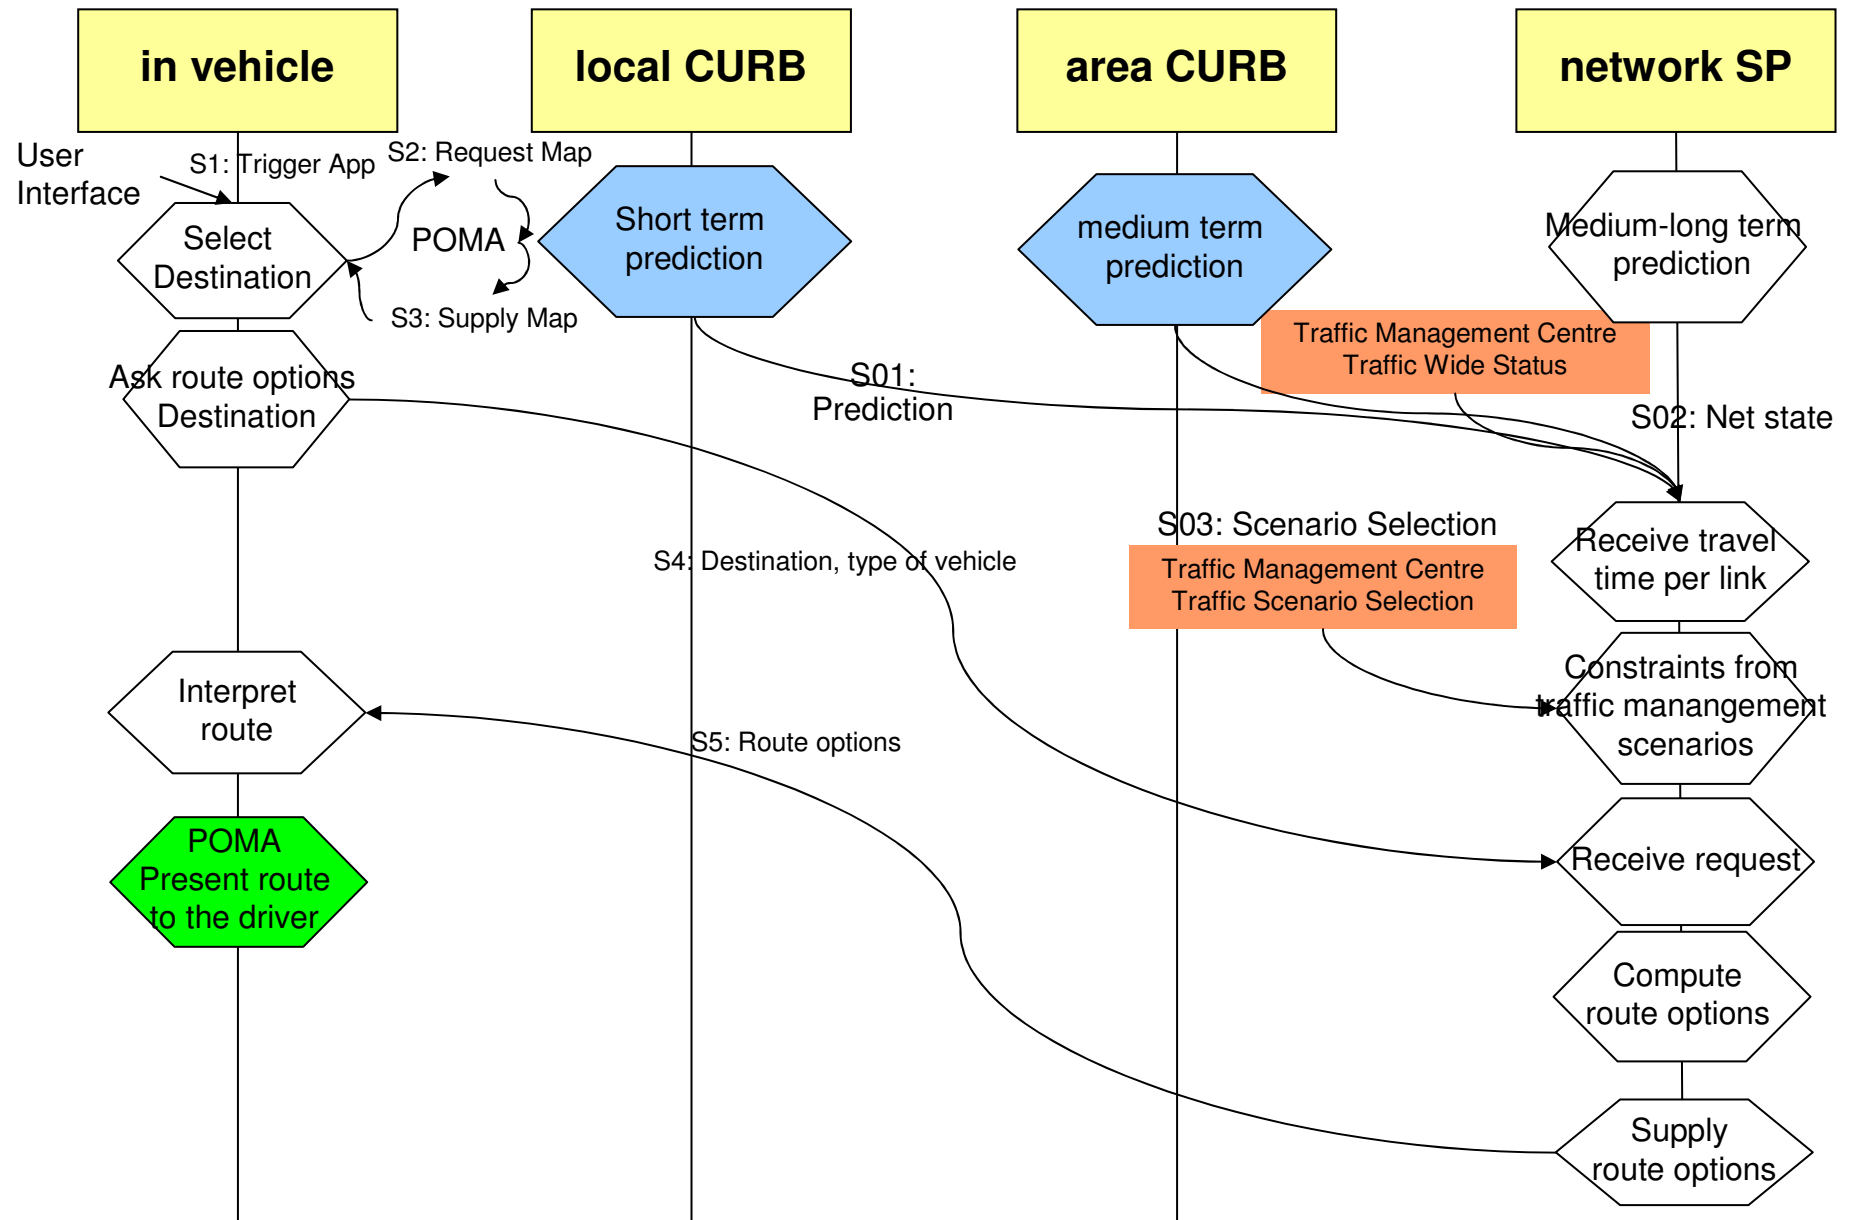 in vehicle
local CURB
area CURB
network SP
User
Interface
S1: Trigger App
S2: Request Map
POMA
S3: Supply Map
Select
Destination
Short term
prediction
medium term
prediction
Medium-long term
prediction
Traffic Management Centre
Traffic Wide Status
Ask route options
Destination
S01:
Prediction
S02: Net state
S03: Scenario Selection
Traffic Management Centre
Traffic Scenario Selection
Receive travel
time per link
S4: Destination, type of vehicle
Constraints from
traffic manangement
scenarios
Interpret
route
S5: Route options
POMA
Present route
to the driver
Receive request
Compute
route options
Supply
route options